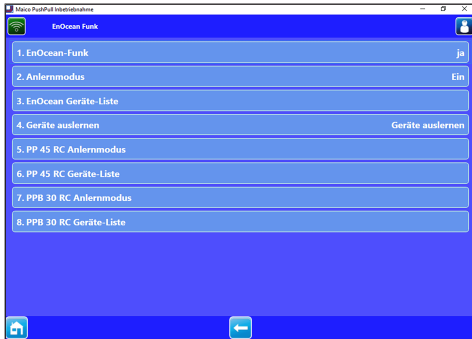 Maico PushPull Inbetriebnahme
EnOcean Funk
1. EnOcean-Funk ja
2. Anlernmodus Ein
3. EnOcean Geräte-Liste
4. Geräte auslernen Geräte auslernen
5. PP 45 RC Anlernmodus
6. PP 45 RC Geräte-Liste
7. PPB 30 RC Anlernmodus
8. PPB 30 RC Geräte-Liste